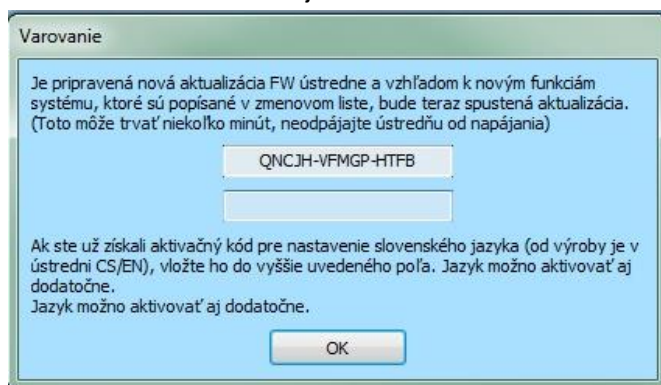 Varovanie
Je pripravená nová aktualizácia FW ústredne a vzhľadom k novým funkciám
systému, ktoré sú popísané v zmenovom liste, bude teraz spustená aktualizácia.
(Toto môže trvať niekoľko minút, neodpájajte ústredňu od napájania)
QNCJH-VFMGP-HTFB
Ak ste už získali aktivačný kód pre nastavenie slovenského jazyka (od výroby je v
ústredni CS/EN), vložte ho do vyššie uvedeného poľa. Jazyk možno aktivovať aj
dodatočne.
Jazyk možno aktivovať aj dodatočne.
OK